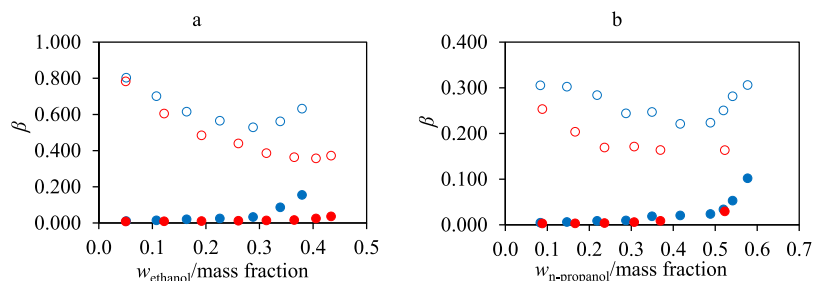 a
1.000
0.800
0.600
0.400
0.200
0.000
β
0.0 0.1 0.2 0.3 0.4 0.5
wethanol/mass fraction
b
0.400
0.300
0.200
0.100
0.000
β
0.0 0.1 0.2 0.3 0.4 0.5 0.6 0.7
wn-propanol/mass fraction